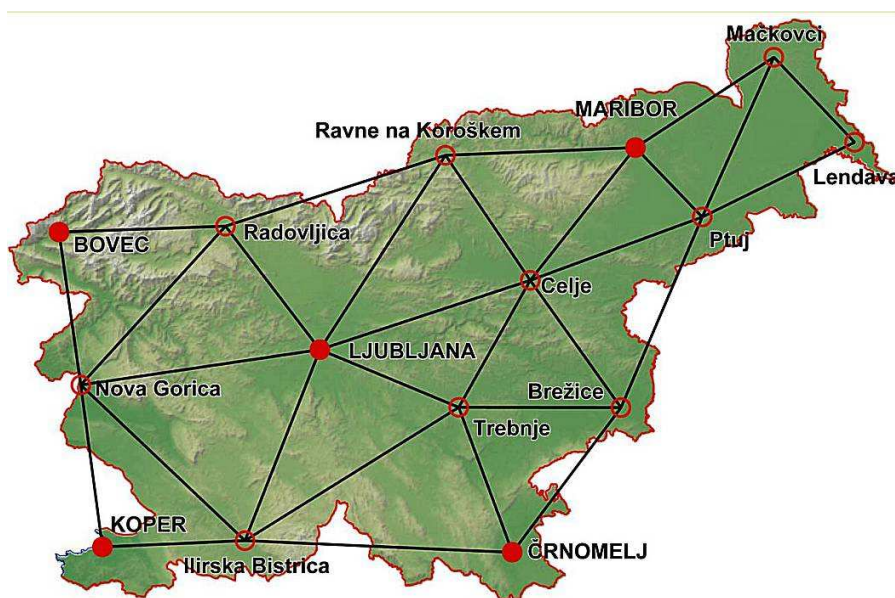 Mačkovci
MARIBOR
Ravne na Koroškem
Lendava
BOVEC
Radovljica
Ptuj
Celje
LJUBLJANA
Nova Gorica
Brežice
Trebnje
KOPER
Ilirska Bistrica
ČRNOMELJ